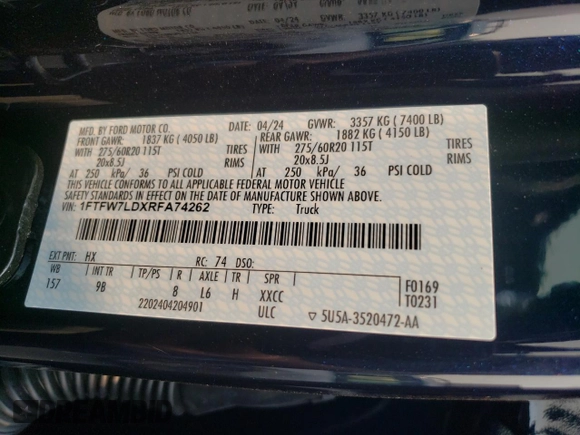 MFD. BY FORD MOTOR CO. DATE: 04/24 GVWR: 3357 KG ( 7400 LB)
FRONT GAWR: 1837 KG ( 4050 LB) REAR GAWR: 1882 KG ( 4150 LB)
WITH 275/60R20 115T TIRES WITH 275/60R20 115T TIRES
20x8.5J RIMS 20x8.5J RIMS
AT 250 kPa/ 36 PSI COLD AT 250 kPa/ 36 PSI COLD
THIS VEHICLE CONFORMS TO ALL APPLICABLE FEDERAL MOTOR VEHICLE
SAFETY STANDARDS IN EFFECT ON THE DATE OF MANUFACTURE SHOWN ABOVE.
VIN: 1FTFW7LDXRFA74262 TYPE: Truck
EXT PNT: HX RC: 74 DSO:
WB INT TR TP/PS R AXLE TR SPR F0169
157 9B 8 L6 H XXCC T0231
2202404204901 ULC 5U5A-3520472-AA
DREAMBID